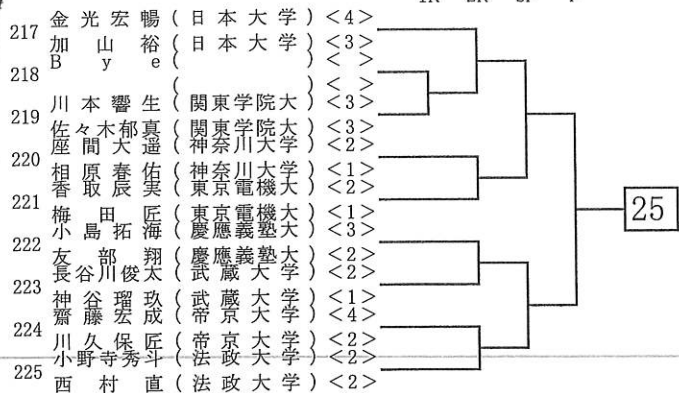 217 金光宏暢(日本大学)<4>
加山裕(日本大学)<3>
218 Bye( )< >
( )< >
219 川本響生(関東学院大)<3>
佐々木郁真(関東学院大)<3>
220 座間大遥(神奈川大学)<2>
相原春佑(神奈川大学)<1>
221 香取辰実(東京電機大)<2>
梅田匠(東京電機大)<1>
222 小島拓海(慶應義塾大)<3>
友部翔(慶應義塾大)<2>
223 長谷川俊太(武蔵大学)<2>
神谷瑠玖(武蔵大学)<1>
224 齋藤宏成(帝京大学)<4>
川久保匠(帝京大学)<2>
225 小野寺秀斗(法政大学)<2>
西村直(法政大学)<2>
25